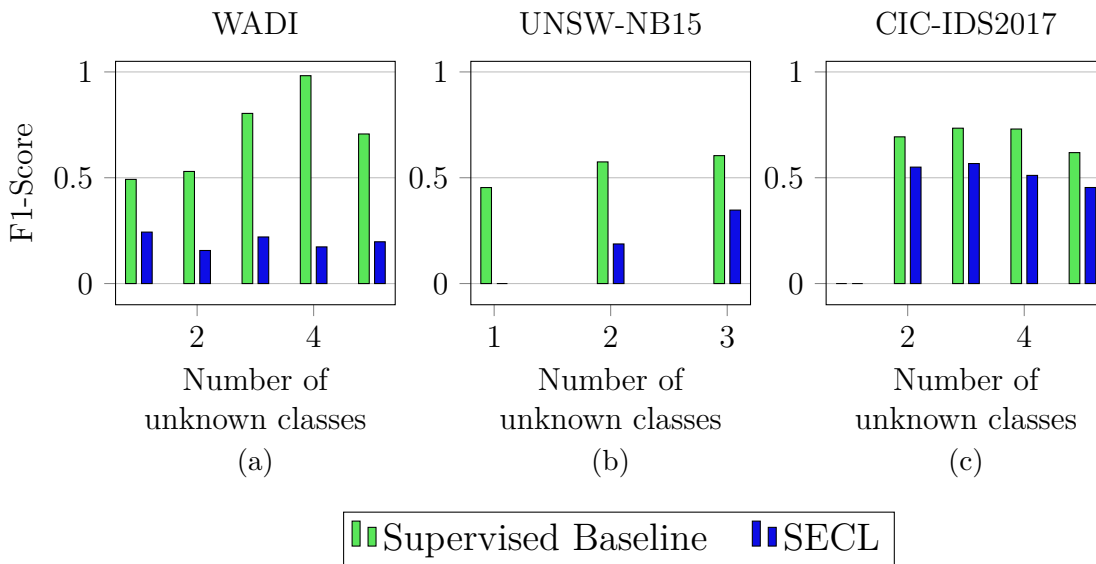 WADI
UNSW-NB15
CIC-IDS2017
1
0.5
0
F1-Score
2 4
Number of
unknown classes
(a)
1
0.5
0
1 2 3
Number of
unknown classes
(b)
1
0.5
0
2 4
Number of
unknown classes
(c)
Supervised Baseline SECL